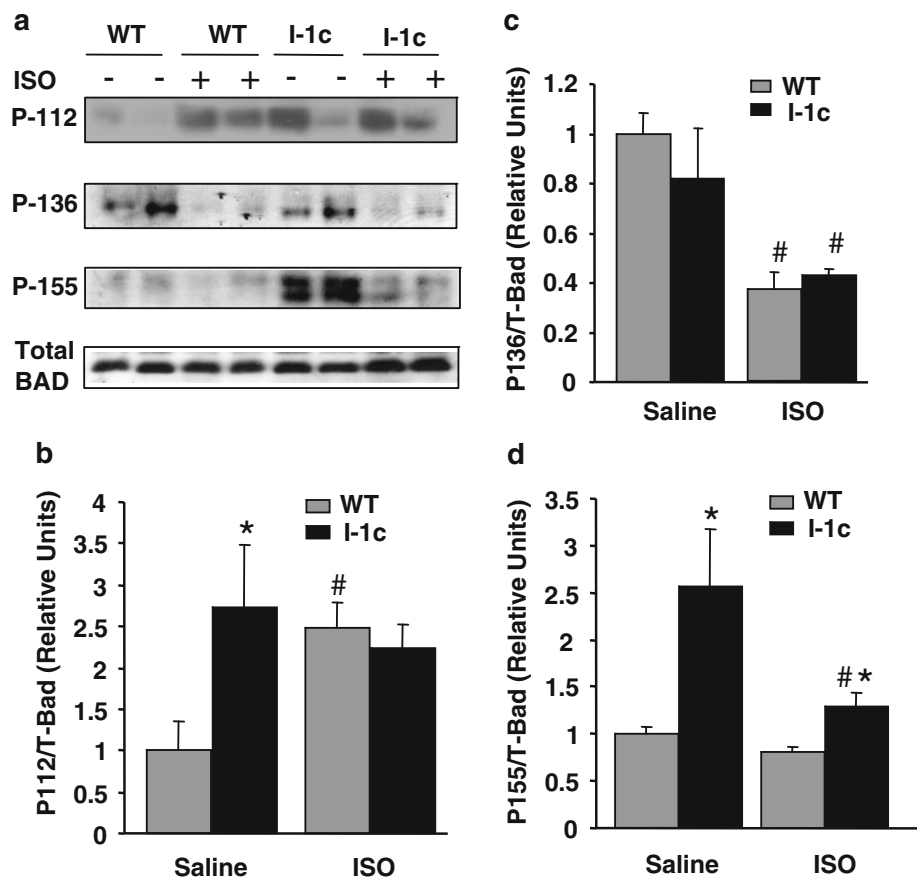 a
WT WT I-1c I-1c
ISO - - + + - - + +
P-112
P-136
P-155
Total
BAD
c
P136/T-Bad (Relative Units)
1.2
1
0.8
0.6
0.4
0.2
0
WT
I-1c
# #
Saline ISO
b
P112/T-Bad (Relative Units)
4
3.5
3
2.5
2
1.5
1
0.5
0
WT
I-1c
*
#
Saline ISO
d
P155/T-Bad (Relative Units)
3.5
3
2.5
2
1.5
1
0.5
0
WT
I-1c
*
# *
Saline ISO